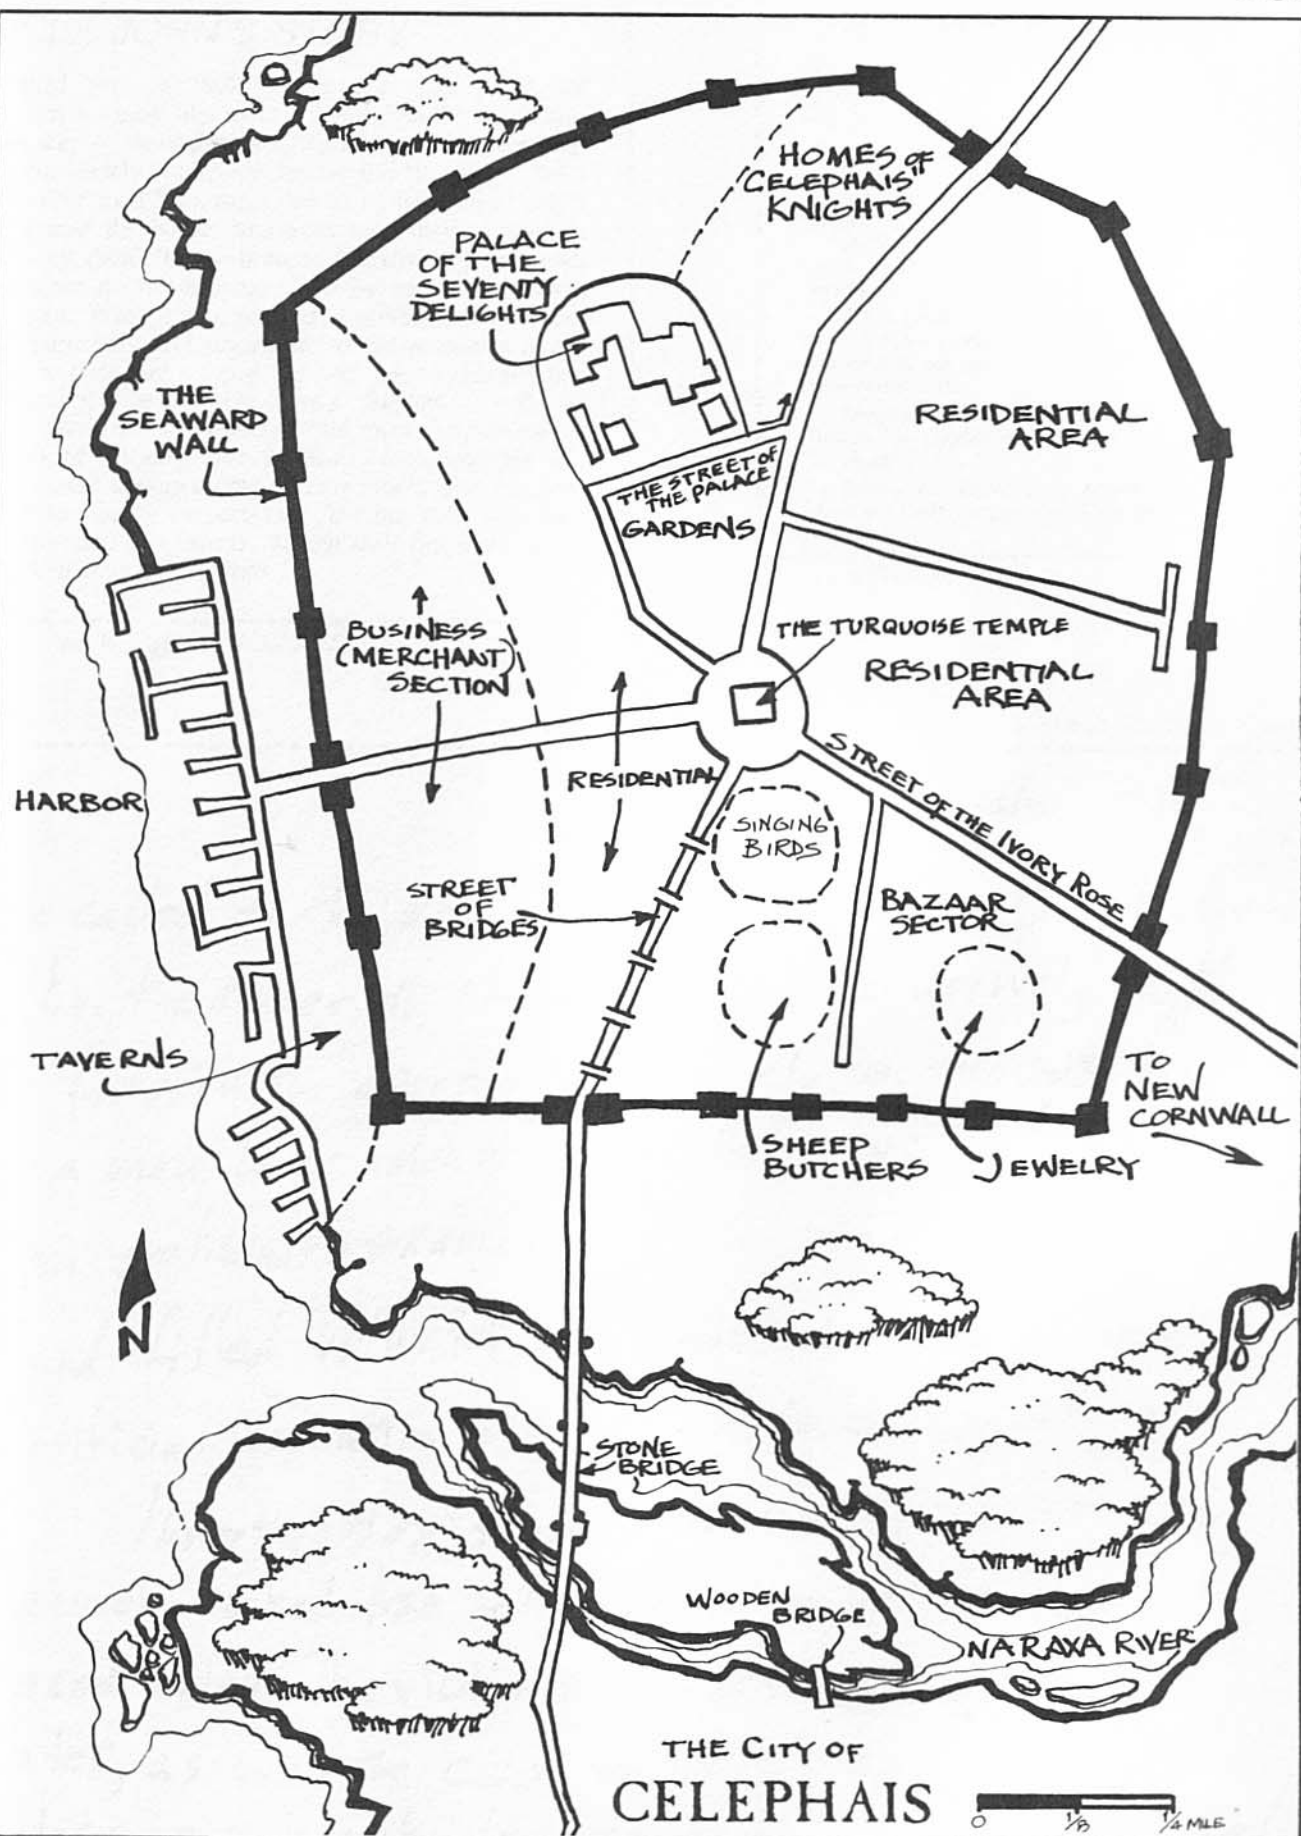 HOMES OF
CELEPHAIS"
KNIGHTS
PALACE
OF THE
SEVENTY
DELIGHTS
THE
SEAWARD
WALL
RESIDENTIAL
AREA
THE STREET OF
THE PALACE
GARDENS
BUSINESS
(MERCHANT)
SECTION
THE TURQUOISE TEMPLE
RESIDENTIAL
AREA
HARBOR
RESIDENTIAL
STREET OF THE IVORY ROSE
SINGING
BIRDS
STREET
OF
BRIDGES
BAZAAR
SECTOR
TAVERNS
TO
NEW
CORNWALL
SHEEP
BUTCHERS
JEWELRY
N
STONE
BRIDGE
WOODEN
BRIDGE
NARAXA RIVER
THE CITY OF
CELEPHAIS
0 1/8 1/4 MILE